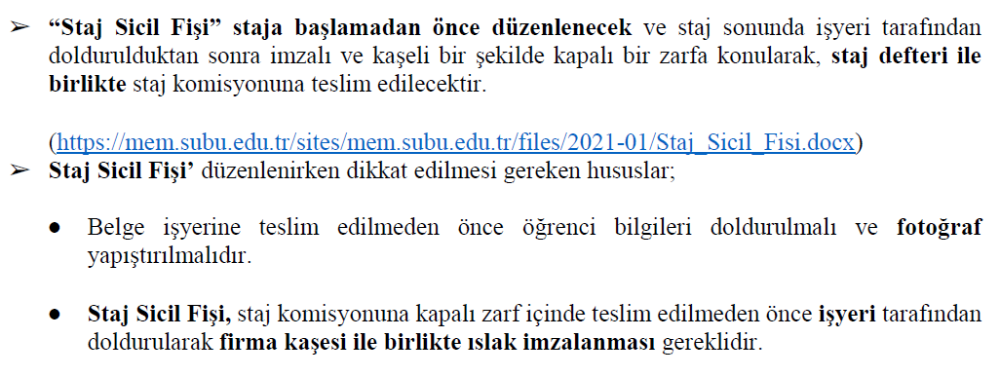 ➢ “Staj Sicil Fişi” staja başlamadan önce düzenlenecek ve staj sonunda işyeri tarafından
doldurulduktan sonra imzalı ve kaşeli bir şekilde kapalı bir zarfa konularak, staj defteri ile
birlikte staj komisyonuna teslim edilecektir.
(https://mem.subu.edu.tr/sites/mem.subu.edu.tr/files/2021-01/Staj_Sicil_Fisi.docx)
➢ Staj Sicil Fişi’ düzenlenirken dikkat edilmesi gereken hususlar;
● Belge işyerine teslim edilmeden önce öğrenci bilgileri doldurulmalı ve fotoğraf
yapıştırılmalıdır.
● Staj Sicil Fişi, staj komisyonuna kapalı zarf içinde teslim edilmeden önce işyeri tarafından
doldurularak firma kaşesi ile birlikte ıslak imzalanması gereklidir.